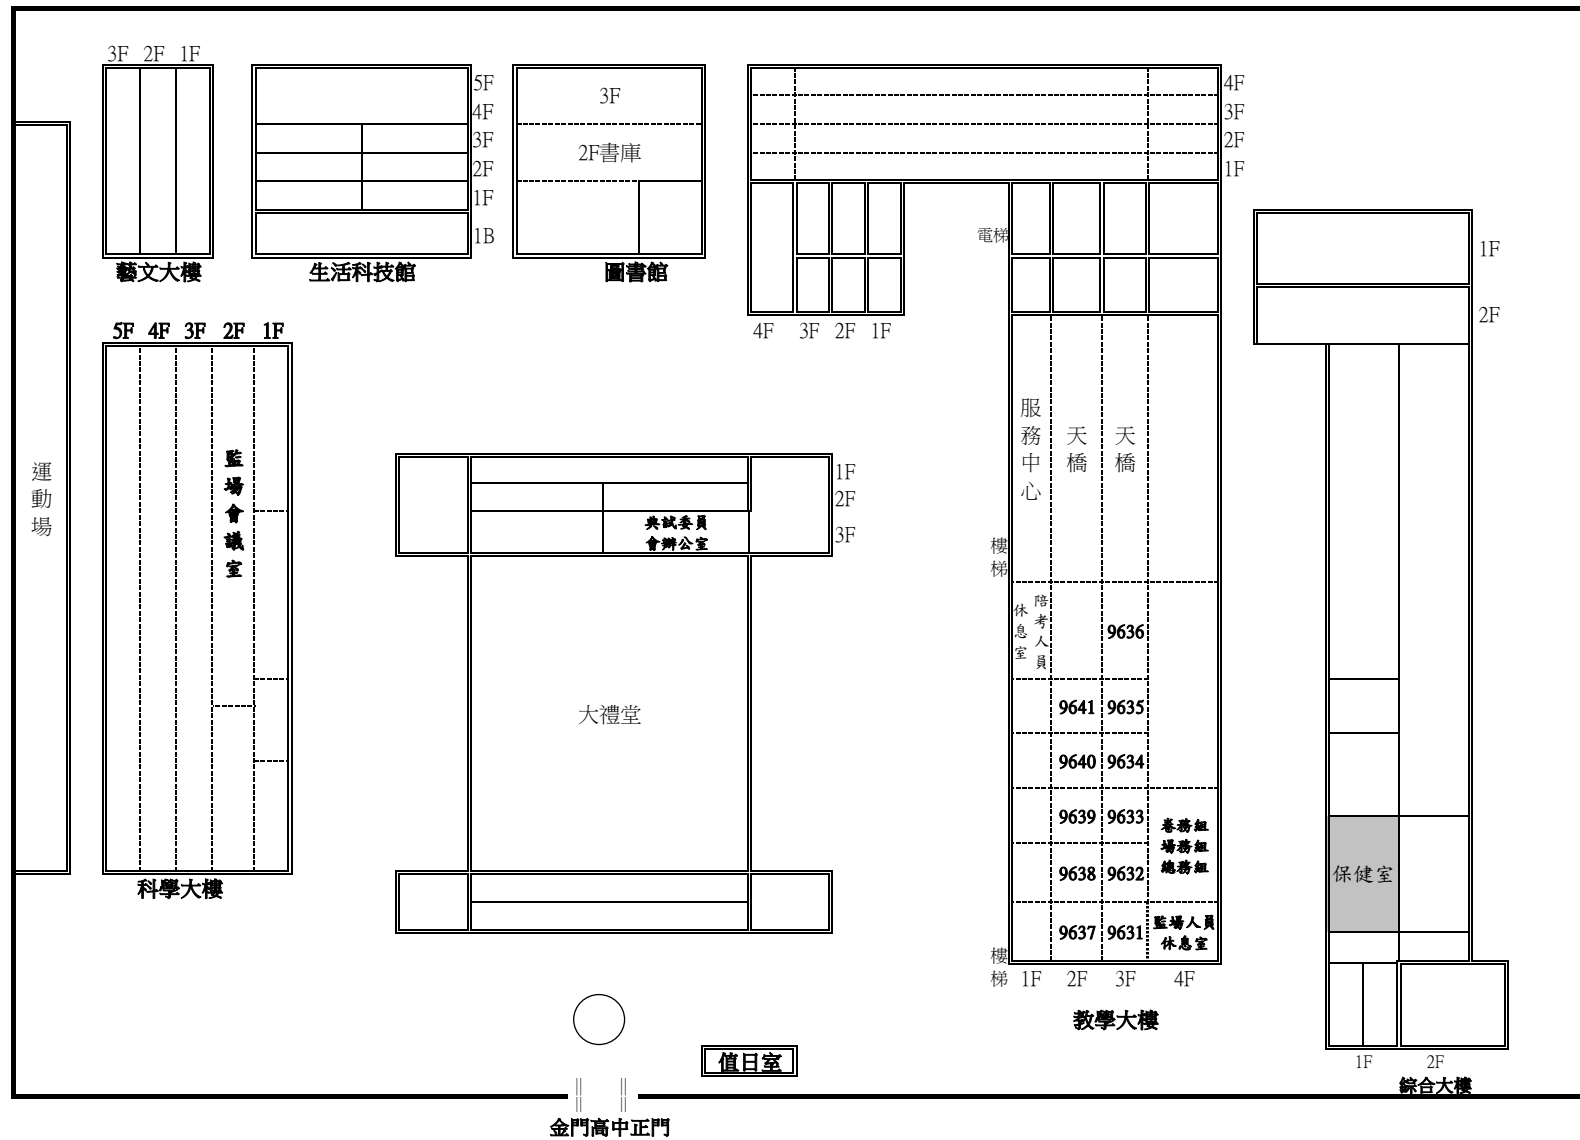 3F 2F 1F
藝文大樓
5F
4F
3F
2F
1F
1B
生活科技館
3F
2F書庫
圖書館
4F
3F
2F
1F
電梯
4F 3F 2F 1F
1F
2F
運動場
5F 4F 3F 2F 1F
監場會議室
科學大樓
1F
2F
3F
典試委員
會辦公室
大禮堂
服務中心
天橋
天橋
樓梯
陪考人員
休息室
9636
9641 9635
9640 9634
9639 9633
9638 9632
9637 9631
卷務組
場務組
總務組
監場人員
休息室
樓梯
1F 2F 3F 4F
教學大樓
保健室
1F 2F
綜合大樓
值日室
金門高中正門